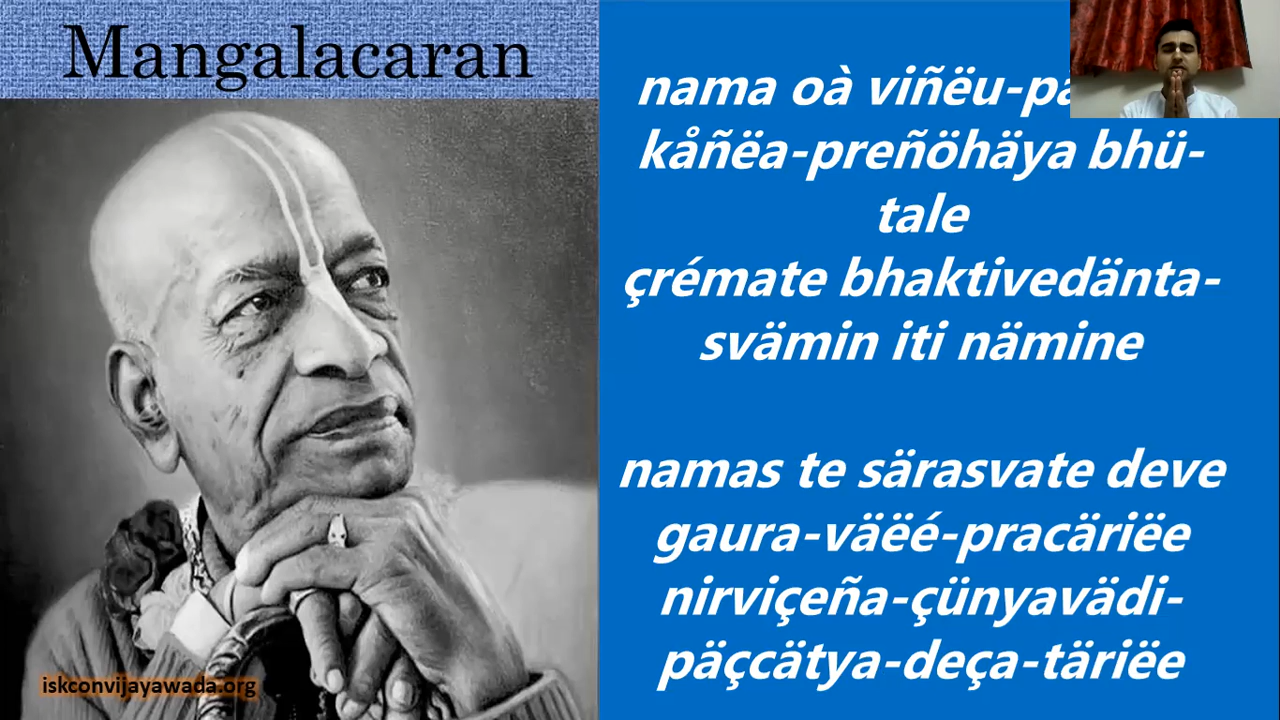 Mangalacaran
nama oà viñëu-pa
kåñëa-preñöhäya bhü-
tale
çrémate bhaktivedänta-
svämin iti nämine
namas te särasvate deve
gaura-väëé-pracäriëe
nirviçeña-çünyavädi-
päçcätya-deça-täriëe
iskconvijayawada.org